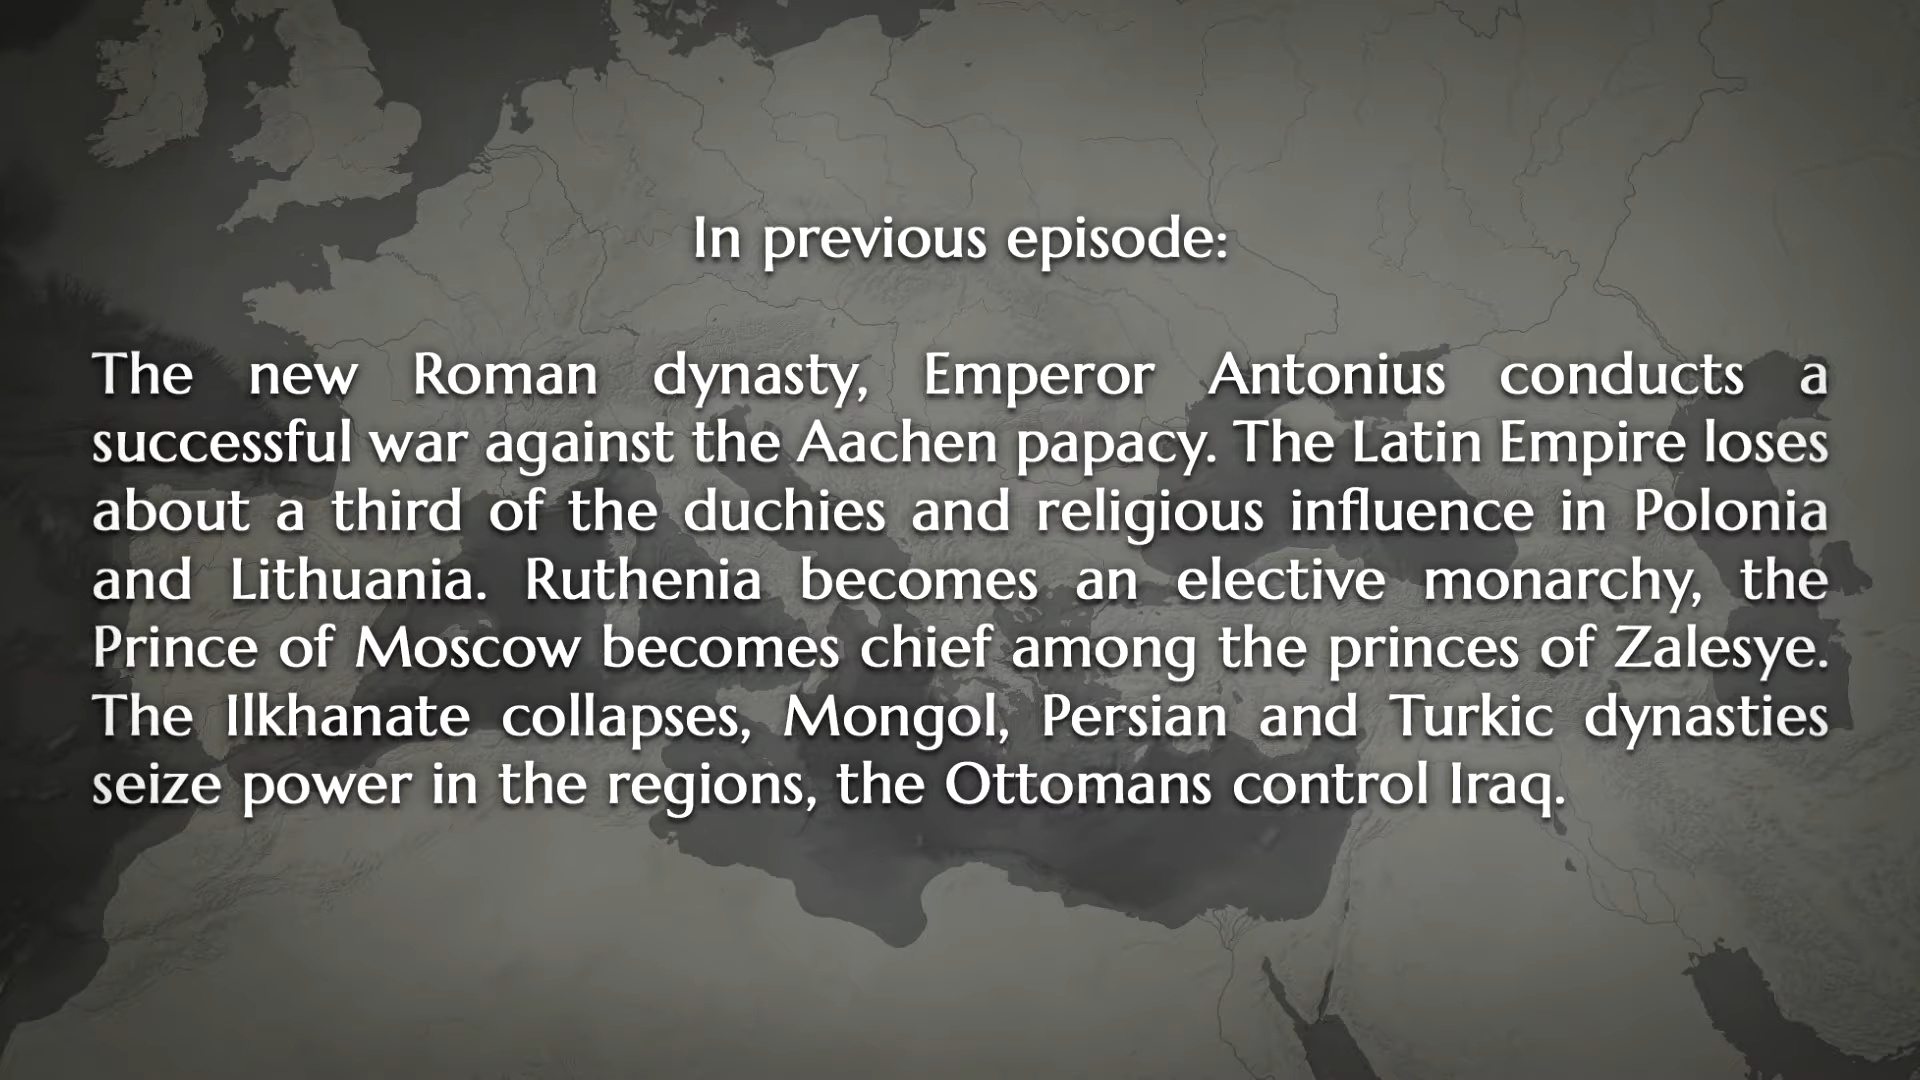 In previous episode:
The new Roman dynasty, Emperor Antonius conducts a
successful war against the Aachen papacy. The Latin Empire loses
about a third of the duchies and religious influence in Polonia
and Lithuania. Ruthenia becomes an elective monarchy, the
Prince of Moscow becomes chief among the princes of Zalesye.
The Ilkhanate collapses, Mongol, Persian and Turkic dynasties
seize power in the regions, the Ottomans control Iraq.